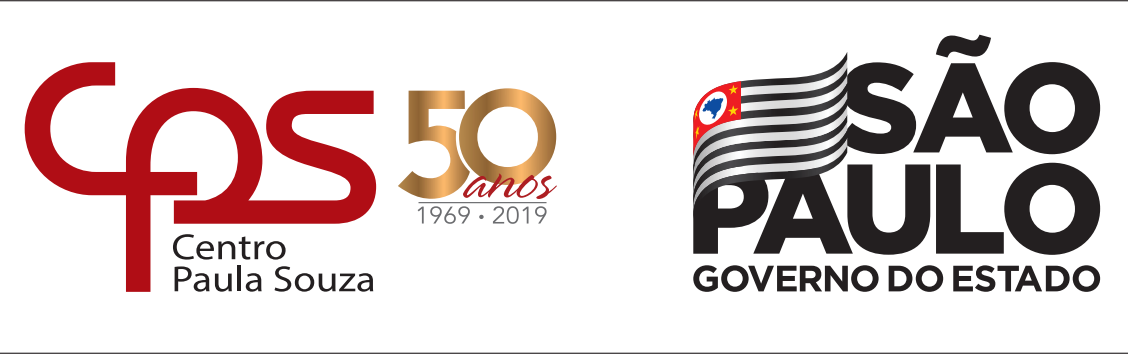 cps
50
anos
1969 · 2019
Centro
Paula Souza
SÃO
PAULO
GOVERNO DO ESTADO